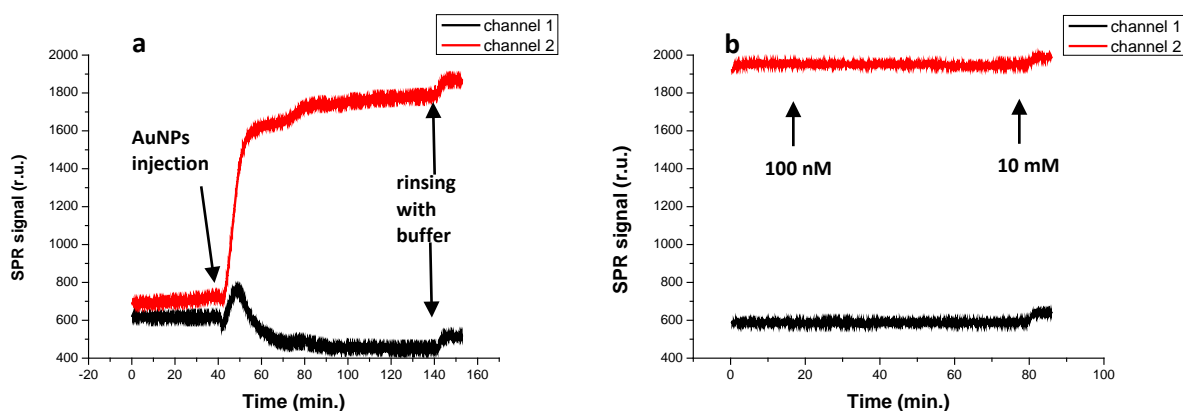 a
channel 1
channel 2
2000
1800
1600
1400
1200
1000
800
600
400
SPR signal (r.u.)
AuNPs
injection
rinsing
with
buffer
-20
0
20
40
60
80
100
120
140
160
Time (min.)
b
channel 1
channel 2
2000
1800
1600
1400
1200
1000
800
600
400
SPR signal (r.u.)
100 nM
10 mM
0
20
40
60
80
100
Time (min.)